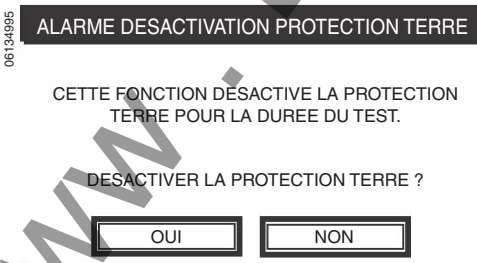 06134995
ALARME DESACTIVATION PROTECTION TERRE
CETTE FONCTION DESACTIVE LA PROTECTION
TERRE POUR LA DUREE DU TEST.
DESACTIVER LA PROTECTION TERRE ?
OUI
NON